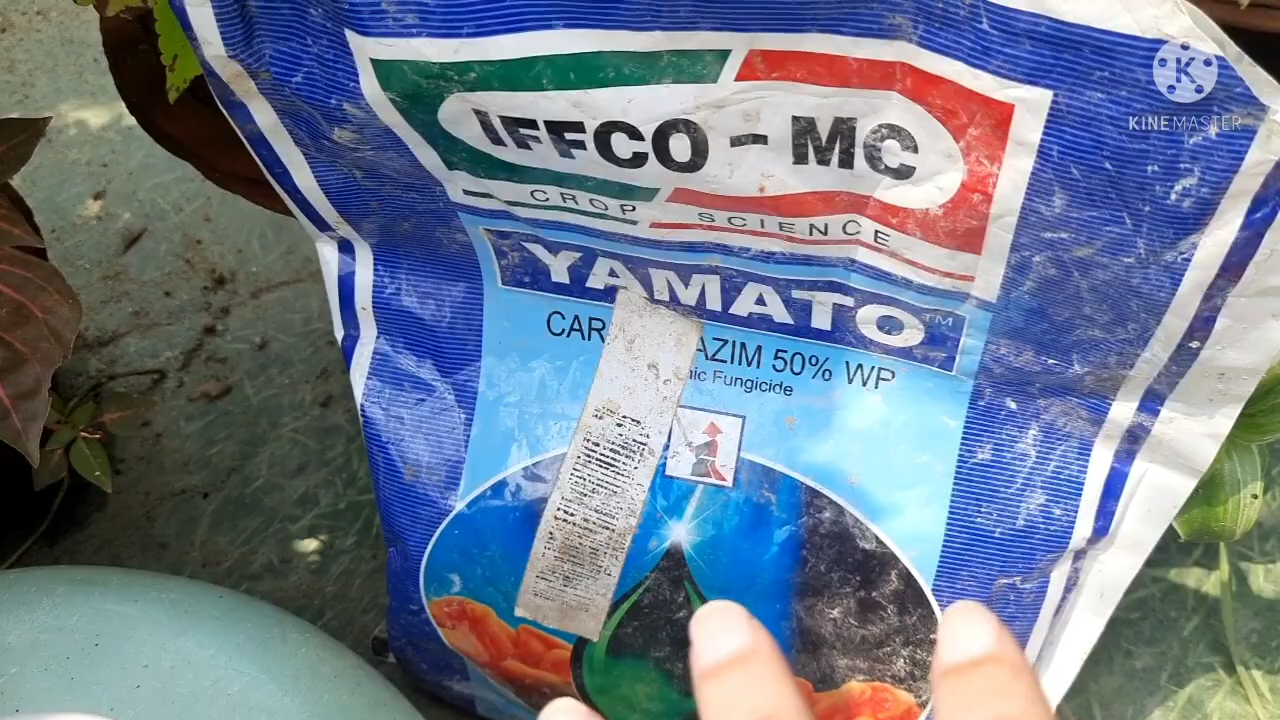 IFFCO - MC
CROP SCIENCE
YAMATO™
CAR AZIM 50% WP
nic Fungicide
K
KINEMASTER